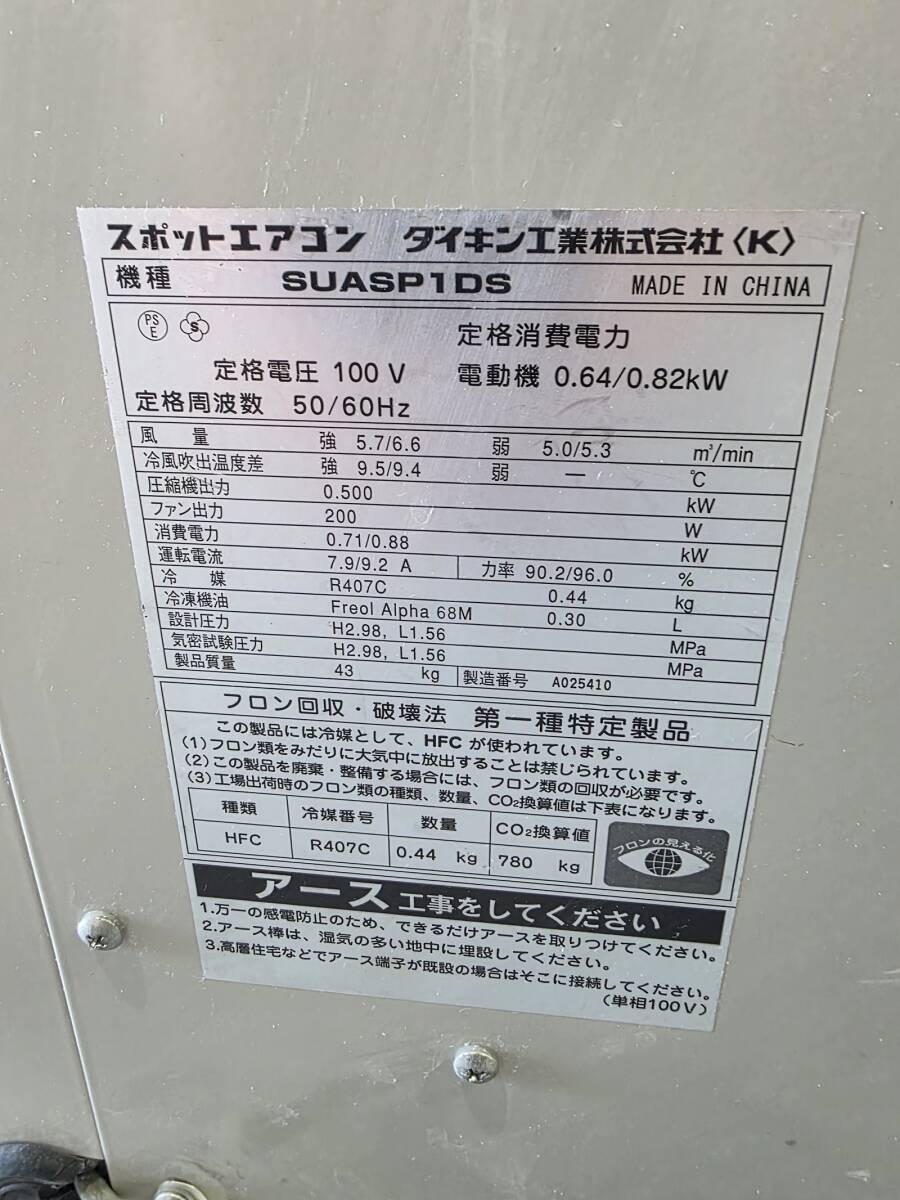 スポットエアコン ダイキン工業株式会社〈K〉
機種 SUASP1DS MADE IN CHINA
PS E S 定格消費電力
定格電圧 100 V 電動機 0.64/0.82kW
定格周波数 50/60Hz
風量 強 5.7/6.6 弱 5.0/5.3 m³/min
冷風吹出温度差 強 9.5/9.4 弱 — ℃
圧縮機出力 0.500 kW
ファン出力 200 W
消費電力 0.71/0.88 kW
運転電流 7.9/9.2 A 力率 90.2/96.0 %
冷媒 R407C 0.44 kg
冷凍機油 Freol Alpha 68M 0.30 L
設計圧力 H2.98, L1.56 MPa
気密試験圧力 H2.98, L1.56 MPa
製品質量 43 kg 製造番号 A025410
フロン回収・破壊法 第一種特定製品
この製品には冷媒として、HFC が使われています。
(1)フロン類をみだりに大気中に放出することは禁じられています。
(2)この製品を廃棄・整備する場合には、フロン類の回収が必要です。
(3)工場出荷時のフロン類の種類、数量、CO₂換算値は下表になります。
種類 冷媒番号 数量 CO₂換算値
HFC R407C 0.44 kg 780 kg
フロンの見える化
アース工事をしてください
1.万一の感電防止のため、できるだけアースを取りつけてください。
2.アース棒は、湿気の多い地中に埋設してください。
3.高層住宅などでアース端子が既設の場合はそこに接続してください。
(単相100V)